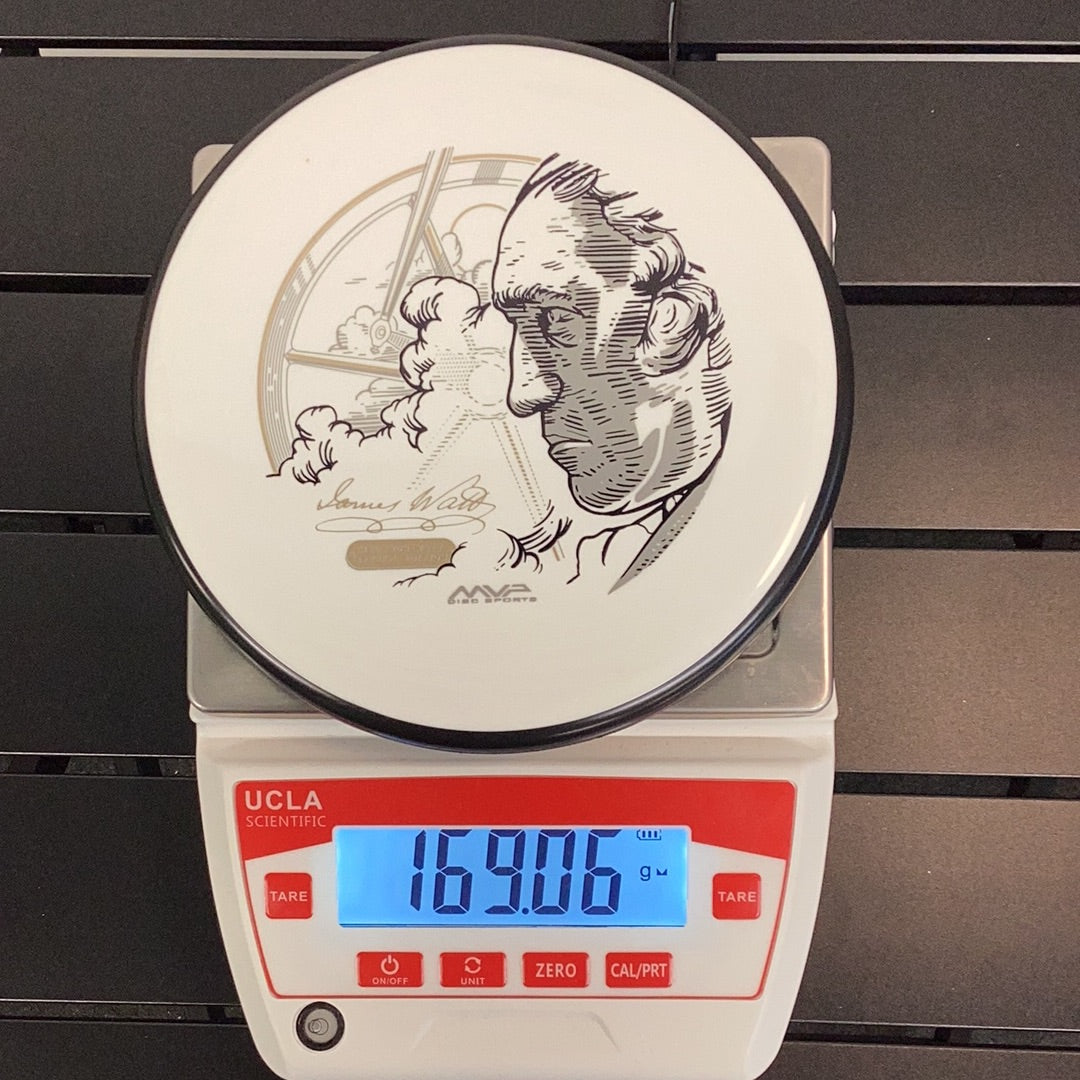 James Watt
MVP
DISC SPORTS
UCLA
SCIENTIFIC
169.06
g
TARE
TARE
ON/OFF
UNIT
ZERO
CAL/PRT